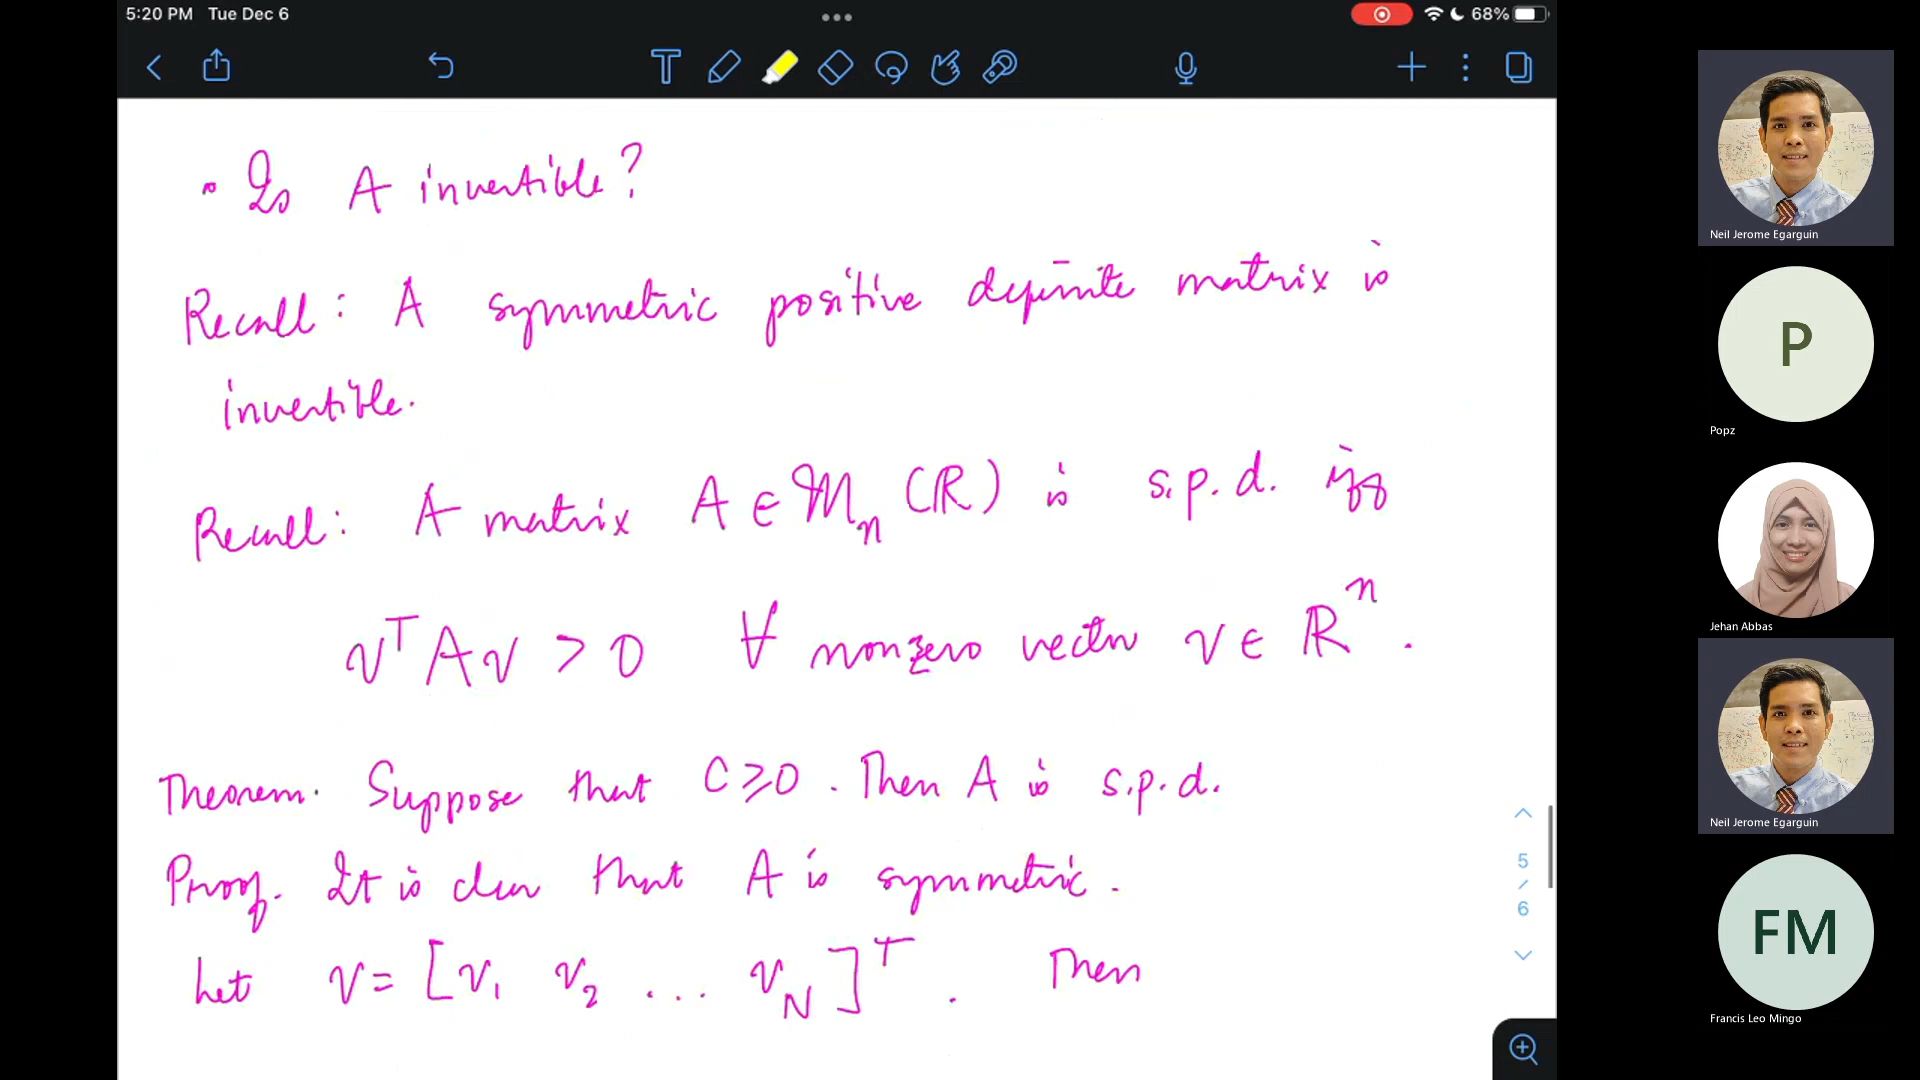 5:20 PM Tue Dec 6
68%
• Is A invertible?
Recall: A symmetric positive definite matrix is
invertible.
Recall: A matrix A ∈ M_n (ℝ) is s.p.d. iff
v^T A v > 0 ∀ nonzero vector v ∈ ℝ^n.
Theorem. Suppose that C ≥ 0. Then A is s.p.d.
Proof. It is clear that A is symmetric.
Let v = [v_1 v_2 ... v_N]^T. Then
5
/
6
Neil Jerome Egarguin
P
Popz
Jehan Abbas
Neil Jerome Egarguin
FM
Francis Leo Mingo